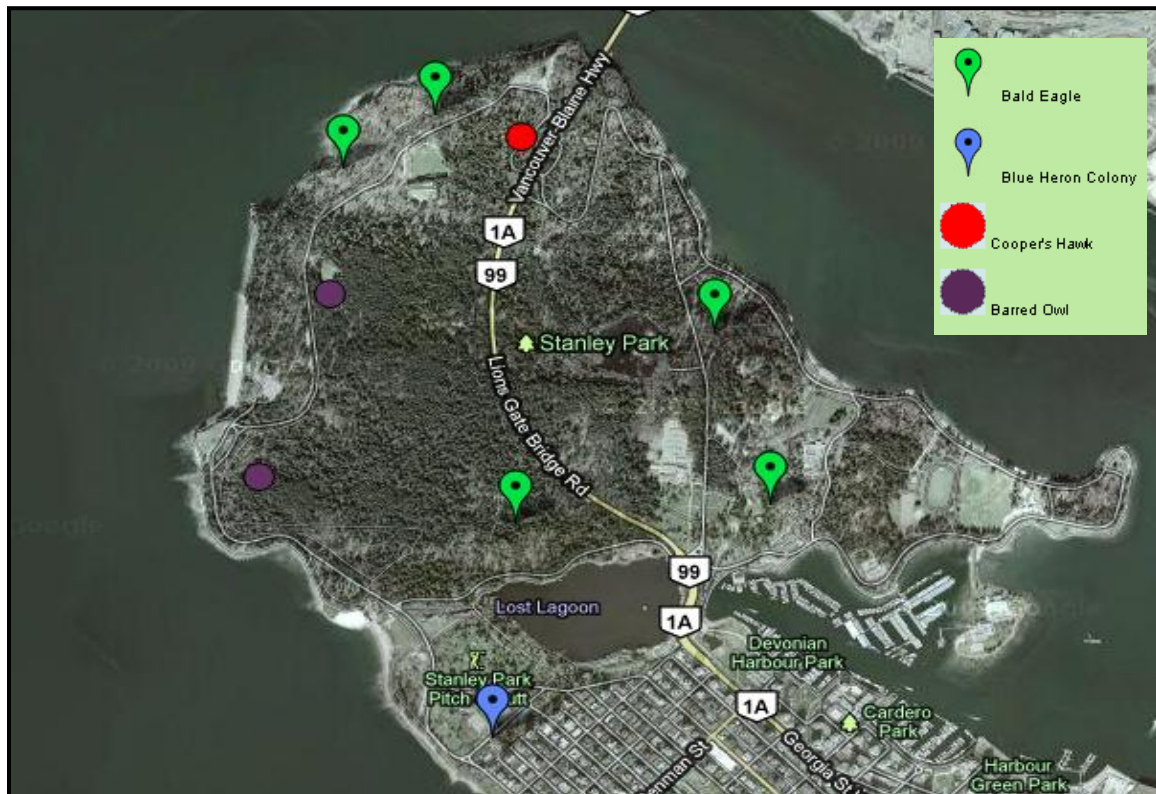 Vancouver-Blaine Hwy
1A
99
Stanley Park
Lions Gate Bridge Rd
99
Lost Lagoon
1A
Devonian
Harbour Park
Stanley Park
Pitch
1A
Cardero
Park
Georgia St
Harbour
Green Park
Bald Eagle
Blue Heron Colony
Cooper's Hawk
Barred Owl
© 2009
© 2009